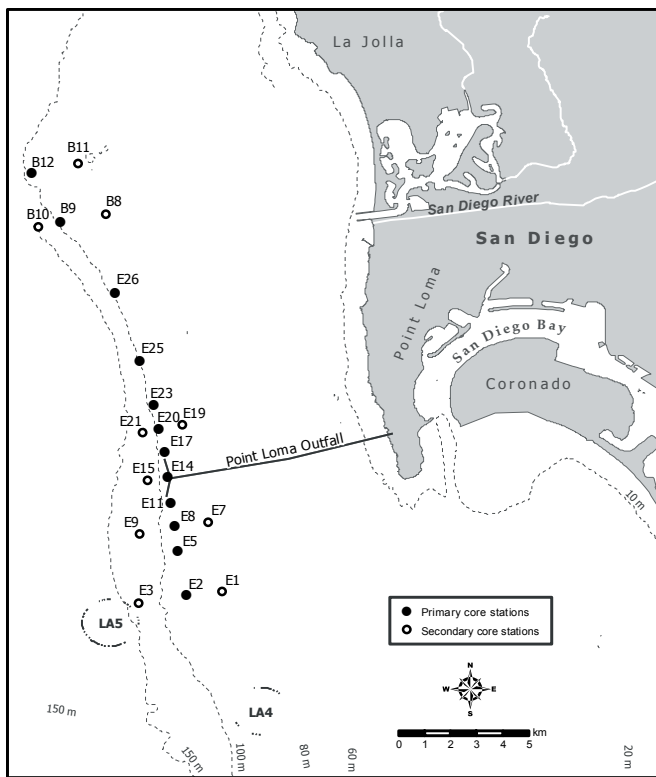 La Jolla
B11
B12
B8
B10
B9
San Diego River
San Diego
E26
Point Loma
San Diego Bay
E25
Coronado
E23
E19
E21
E20
E17
Point Loma Outfall
E15
E14
10 m
E11
E9
E8
E7
E5
E3
E2
E1
LA5
Primary core stations
Secondary core stations
N
W E
S
LA4
150 m
150 m
100 m
80 m
60 m
0 1 2 3 4 5
km